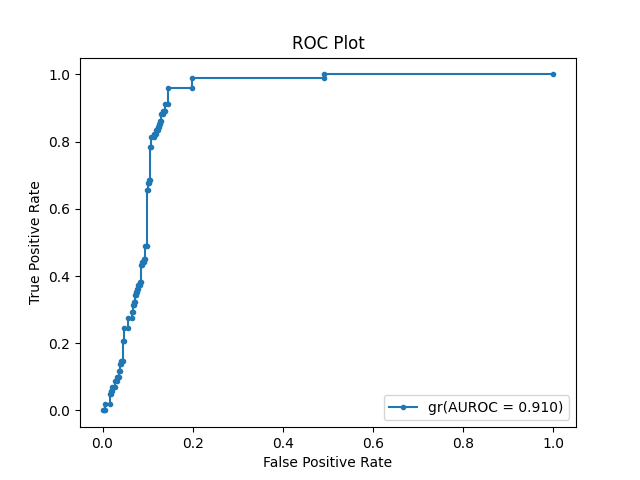 ROC Plot
True Positive Rate
1.0
0.8
0.6
0.4
0.2
0.0
gr(AUROC = 0.910)
0.0 0.2 0.4 0.6 0.8 1.0
False Positive Rate